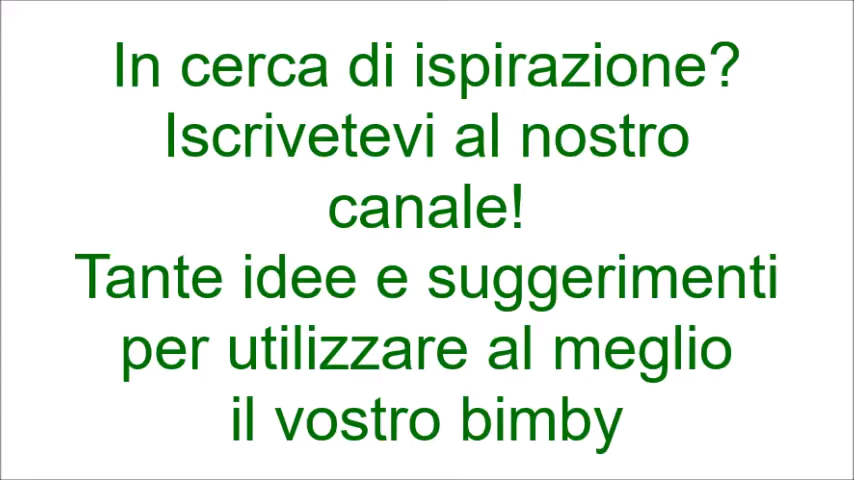 In cerca di ispirazione?
Iscrivetevi al nostro
canale!
Tante idee e suggerimenti
per utilizzare al meglio
il vostro bimby